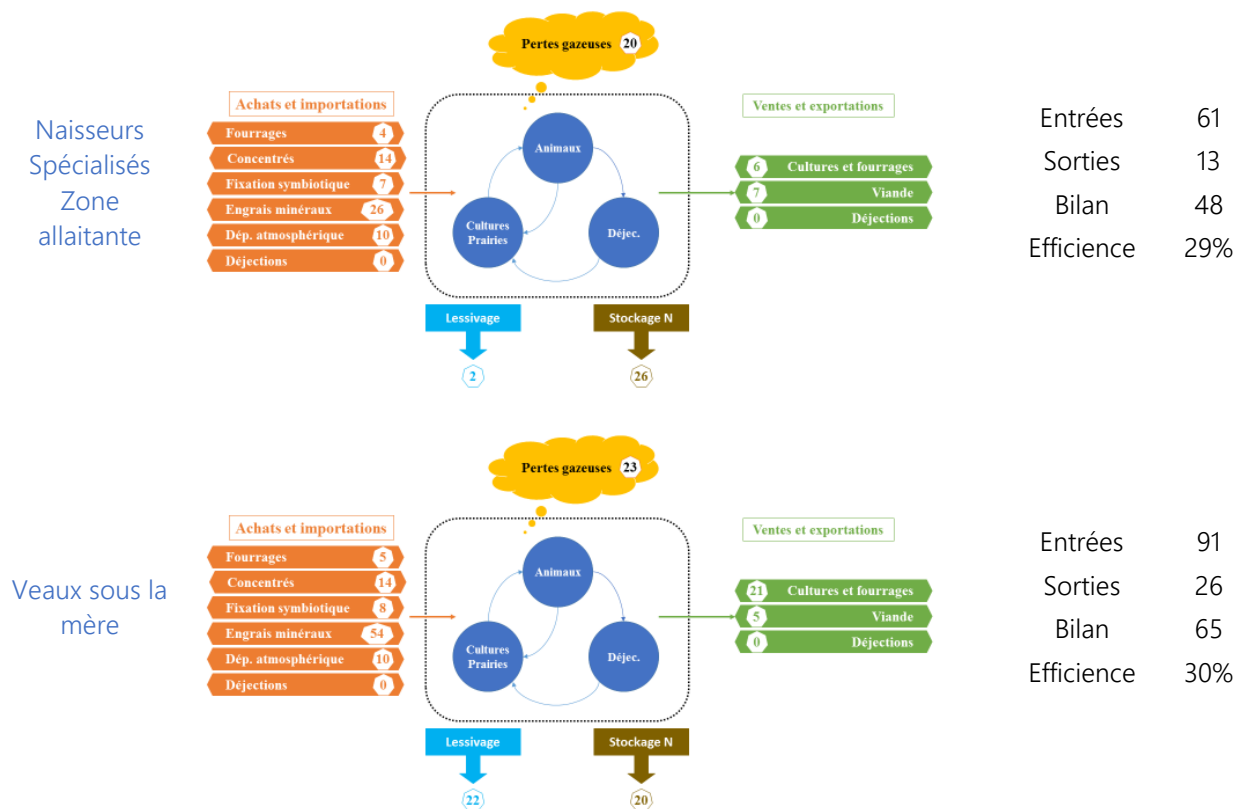 Pertes gazeuses 20
Achats et importations
Ventes et exportations
Naisseurs
Spécialisés
Zone
allaitante
Fourrages 4
Concentrés 14
Fixation symbiotique 7
Engrais minéraux 26
Dép. atmosphérique 10
Déjections 0
Animaux
Cultures
Prairies
Déjec.
6 Cultures et fourrages
7 Viande
0 Déjections
Entrées 61
Sorties 13
Bilan 48
Efficience 29%
Lessivage
Stockage N
2
26
Pertes gazeuses 23
Achats et importations
Ventes et exportations
Veaux sous la
mère
Fourrages 5
Concentrés 14
Fixation symbiotique 8
Engrais minéraux 54
Dép. atmosphérique 10
Déjections 0
Animaux
Cultures
Prairies
Déjec.
21 Cultures et fourrages
5 Viande
0 Déjections
Entrées 91
Sorties 26
Bilan 65
Efficience 30%
Lessivage
Stockage N
22
20